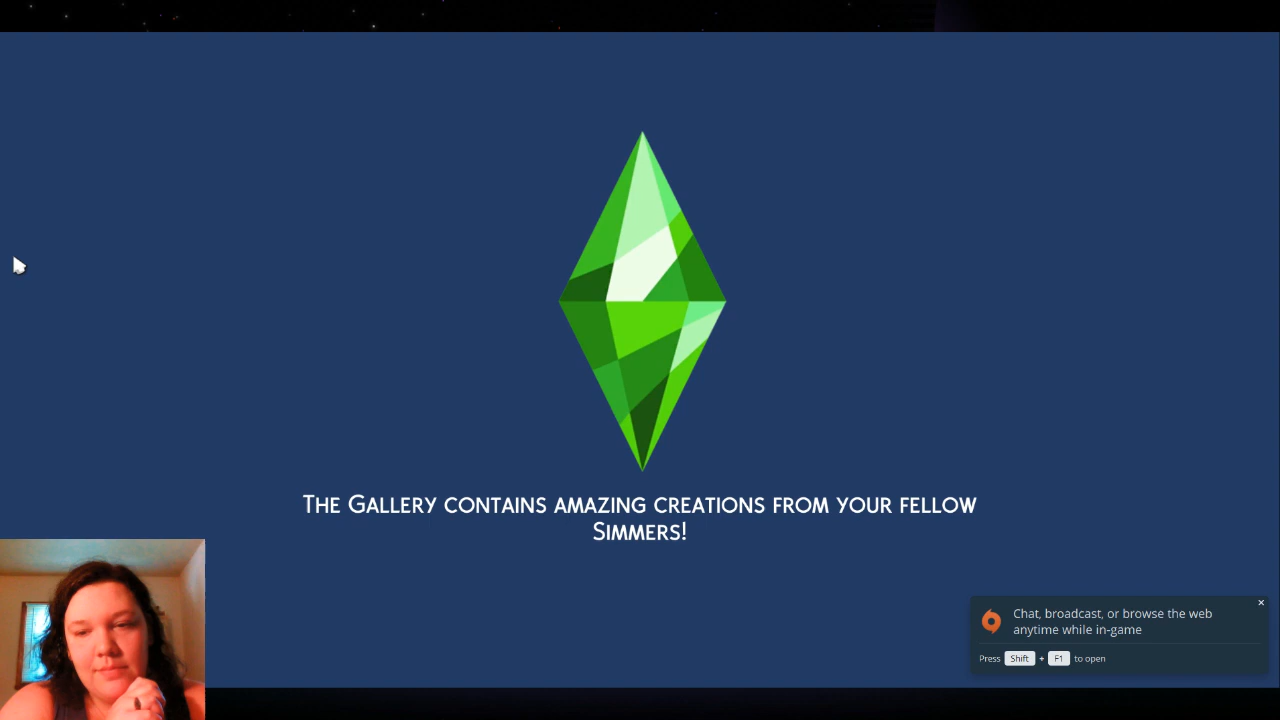 The Gallery contains amazing creations from your fellow
Simmers!
Chat, broadcast, or browse the web
anytime while in-game
Press Shift + F1 to open